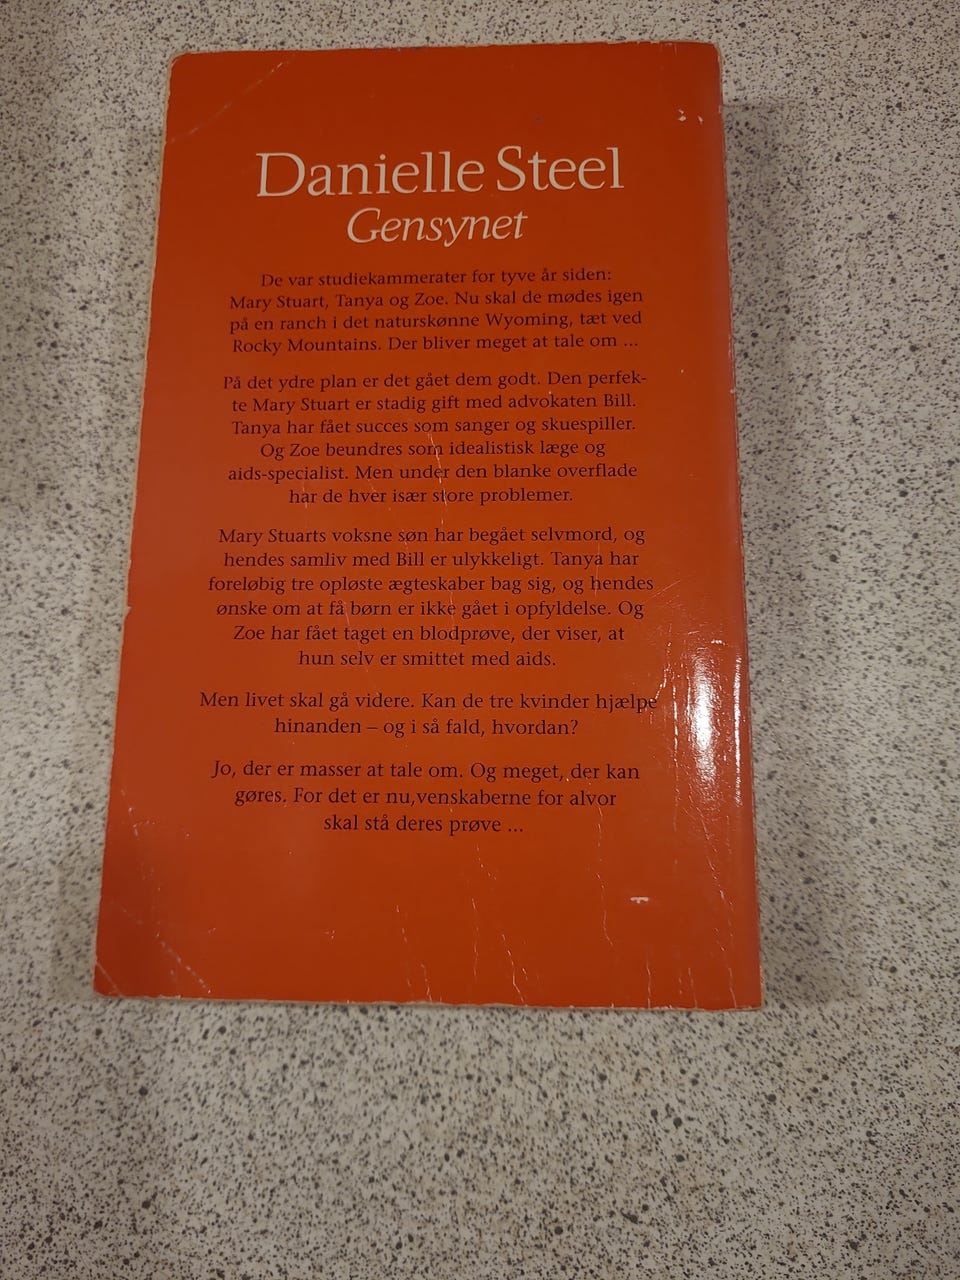 Danielle Steel
Gensynet
De var studiekammerater for tyve år siden:
Mary Stuart, Tanya og Zoe. Nu skal de mødes igen
på en ranch i det naturskønne Wyoming, tæt ved
Rocky Mountains. Der bliver meget at tale om ...
På det ydre plan er det gået dem godt. Den perfek-
te Mary Stuart er stadig gift med advokaten Bill.
Tanya har fået succes som sanger og skuespiller.
Og Zoe beundres som idealistisk læge og
aids-specialist. Men under den blanke overflade
har de hver især store problemer.
Mary Stuarts voksne søn har begået selvmord, og
hendes samliv med Bill er ulykkeligt. Tanya har
foreløbig tre opløste ægteskaber bag sig, og hendes
ønske om at få børn er ikke gået i opfyldelse. Og
Zoe har fået taget en blodprøve, der viser, at
hun selv er smittet med aids.
Men livet skal gå videre. Kan de tre kvinder hjælpe
hinanden – og i så fald, hvordan?
Jo, der er masser at tale om. Og meget, der kan
gøres. For det er nu, venskaberne for alvor
skal stå deres prøve ...